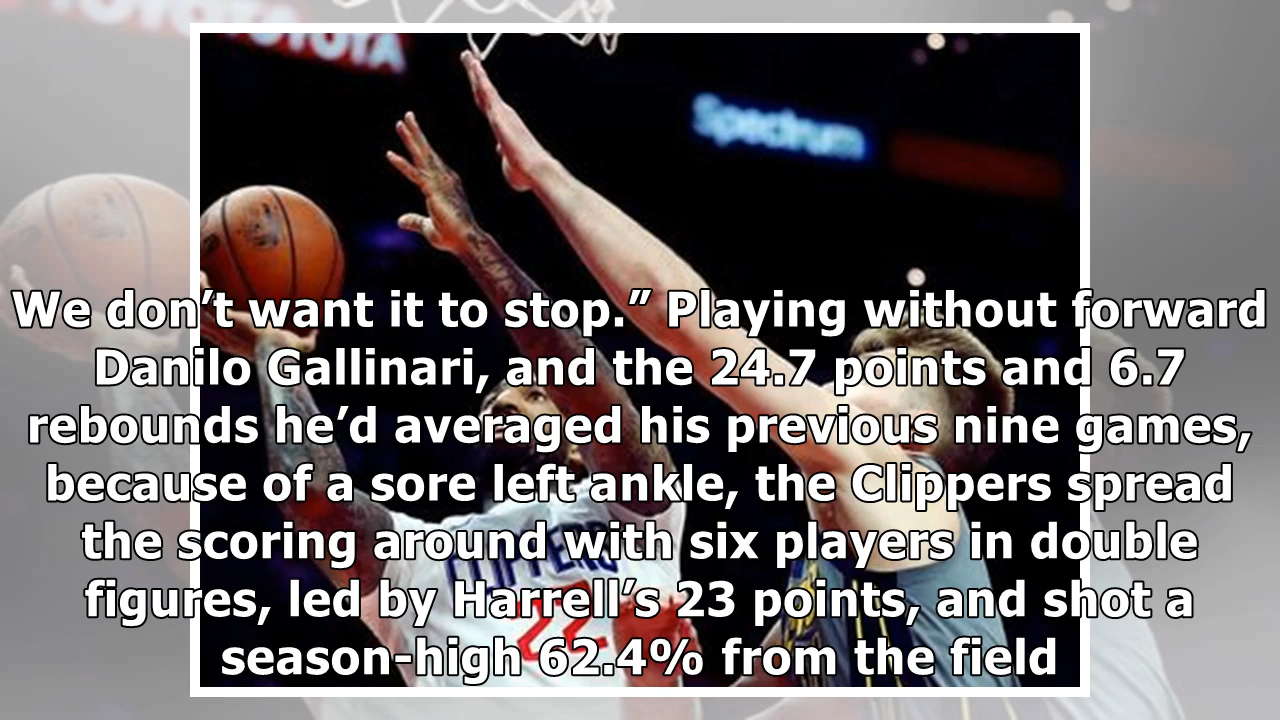 TOYOTA
Spectrum
We don’t want it to stop.” Playing without forward
Danilo Gallinari, and the 24.7 points and 6.7
rebounds he’d averaged his previous nine games,
because of a sore left ankle, the Clippers spread
the scoring around with six players in double
figures, led by Harrell’s 23 points, and shot a
season-high 62.4% from the field
CLIPPERS